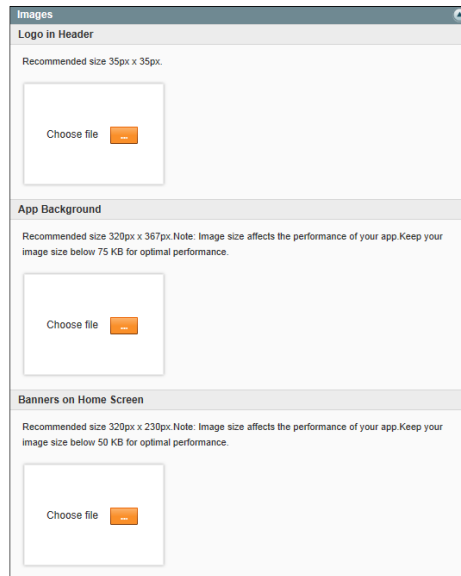 Images
Logo in Header
Recommended size 35px x 35px.
Choose file ...
App Background
Recommended size 320px x 367px.Note: Image size affects the performance of your app.Keep your
image size below 75 KB for optimal performance.
Choose file ...
Banners on Home Screen
Recommended size 320px x 230px.Note: Image size affects the performance of your app.Keep your
image size below 50 KB for optimal performance.
Choose file ...